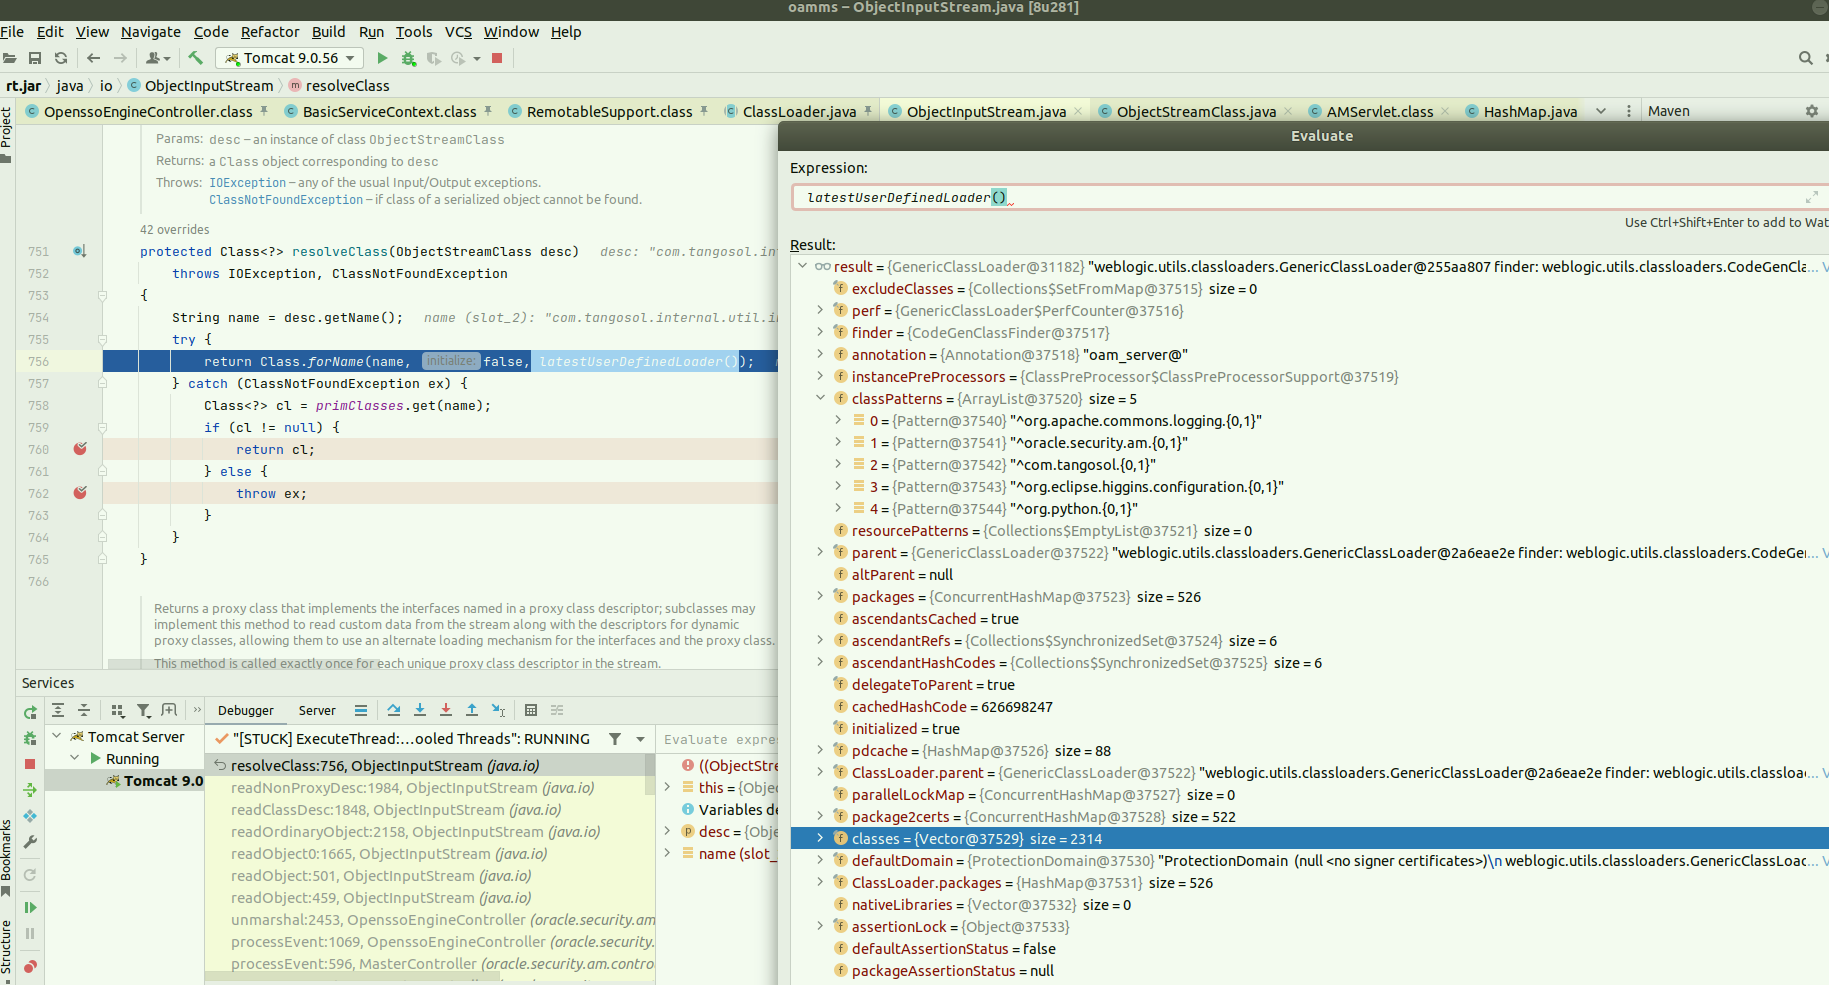 oamms – ObjectInputStream.java [8u281]
File Edit View Navigate Code Refactor Build Run Tools VCS Window Help
Tomcat 9.0.56
rt.jar java io ObjectInputStream resolveClass
Project
OpenssoEngineController.class BasicServiceContext.class RemotableSupport.class ClassLoader.java ObjectInputStream.java ObjectStreamClass.java AMServlet.class HashMap.java Maven
Params: desc – an instance of class ObjectStreamClass
Returns: a Class object corresponding to desc
Throws: IOException – any of the usual Input/Output exceptions.
ClassNotFoundException – if class of a serialized object cannot be found.
42 overrides
751 protected Class<?> resolveClass(ObjectStreamClass desc) desc: "com.tangosol.in
752 throws IOException, ClassNotFoundException
753 {
754 String name = desc.getName(); name (slot_2): "com.tangosol.internal.util.in
755 try {
756 return Class.forName(name, initialize: false, latestUserDefinedLoader());
757 } catch (ClassNotFoundException ex) {
758 Class<?> cl = primClasses.get(name);
759 if (cl != null) {
760 return cl;
761 } else {
762 throw ex;
763 }
764 }
765 }
766
Returns a proxy class that implements the interfaces named in a proxy class descriptor; subclasses may
implement this method to read custom data from the stream along with the descriptors for dynamic
proxy classes, allowing them to use an alternate loading mechanism for the interfaces and the proxy class.
This method is called exactly once for each unique proxy class descriptor in the stream.
Evaluate
Expression:
latestUserDefinedLoader()
Use Ctrl+Shift+Enter to add to Wat
Result:
result = {GenericClassLoader@31182} "weblogic.utils.classloaders.GenericClassLoader@255aa807 finder: weblogic.utils.classloaders.CodeGenCla... V
excludeClasses = {Collections$SetFromMap@37515} size = 0
perf = {GenericClassLoader$PerfCounter@37516}
finder = {CodeGenClassFinder@37517}
annotation = {Annotation@37518} "oam_server@"
instancePreProcessors = {ClassPreProcessor$ClassPreProcessorSupport@37519}
classPatterns = {ArrayList@37520} size = 5
0 = {Pattern@37540} "^org.apache.commons.logging.{0,1}"
1 = {Pattern@37541} "^oracle.security.am.{0,1}"
2 = {Pattern@37542} "^com.tangosol.{0,1}"
3 = {Pattern@37543} "^org.eclipse.higgins.configuration.{0,1}"
4 = {Pattern@37544} "^org.python.{0,1}"
resourcePatterns = {Collections$EmptyList@37521} size = 0
parent = {GenericClassLoader@37522} "weblogic.utils.classloaders.GenericClassLoader@2a6eae2e finder: weblogic.utils.classloaders.CodeGe... V
altParent = null
packages = {ConcurrentHashMap@37523} size = 526
ascendantsCached = true
ascendantRefs = {Collections$SynchronizedSet@37524} size = 6
ascendantHashCodes = {Collections$SynchronizedSet@37525} size = 6
delegateToParent = true
cachedHashCode = 626698247
initialized = true
pdcache = {HashMap@37526} size = 88
ClassLoader.parent = {GenericClassLoader@37522} "weblogic.utils.classloaders.GenericClassLoader@2a6eae2e finder: weblogic.utils.classloa... V
parallelLockMap = {ConcurrentHashMap@37527} size = 0
package2certs = {ConcurrentHashMap@37528} size = 522
classes = {Vector@37529} size = 2314
defaultDomain = {ProtectionDomain@37530} "ProtectionDomain (null <no signer certificates>)\n weblogic.utils.classloaders.GenericClassLoac... V
ClassLoader.packages = {HashMap@37531} size = 526
nativeLibraries = {Vector@37532} size = 0
assertionLock = {Object@37533}
defaultAssertionStatus = false
packageAssertionStatus = null
Services
Debugger Server
Tomcat Server
Running
Tomcat 9.0
"[STUCK] ExecuteThread:...ooled Threads": RUNNING
resolveClass:756, ObjectInputStream (java.io)
readNonProxyDesc:1984, ObjectInputStream (java.io)
readClassDesc:1848, ObjectInputStream (java.io)
readOrdinaryObject:2158, ObjectInputStream (java.io)
readObject0:1665, ObjectInputStream (java.io)
readObject:501, ObjectInputStream (java.io)
readObject:459, ObjectInputStream (java.io)
unmarshal:2453, OpenssoEngineController (oracle.security.am
processEvent:1069, OpenssoEngineController (oracle.security.
processEvent:596, MasterController (oracle.security.am.contro
Evaluate expre
((ObjectStre
this = {Objec
Variables de
desc = {Obje
name (slot_
Bookmarks
Structure